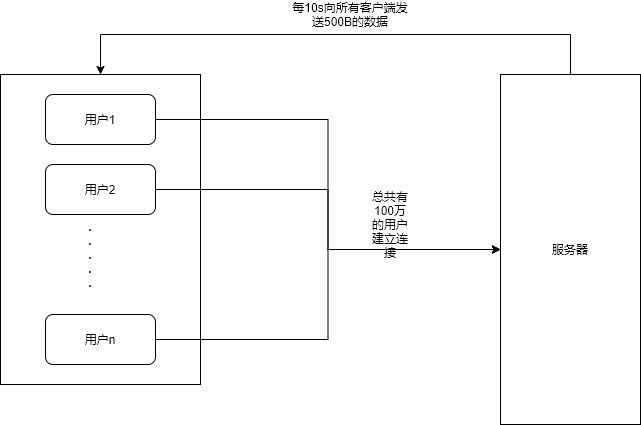 每10s向所有客户端发
送500B的数据
用户1
用户2
总共有
100万
的用户
建立连
接
服务器
用户n